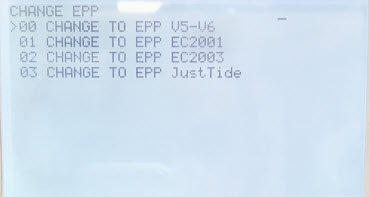 CHANGE EPP
>00 CHANGE TO EPP V5-V6
01 CHANGE TO EPP EC2001
02 CHANGE TO EPP EC2003
03 CHANGE TO EPP JustTide